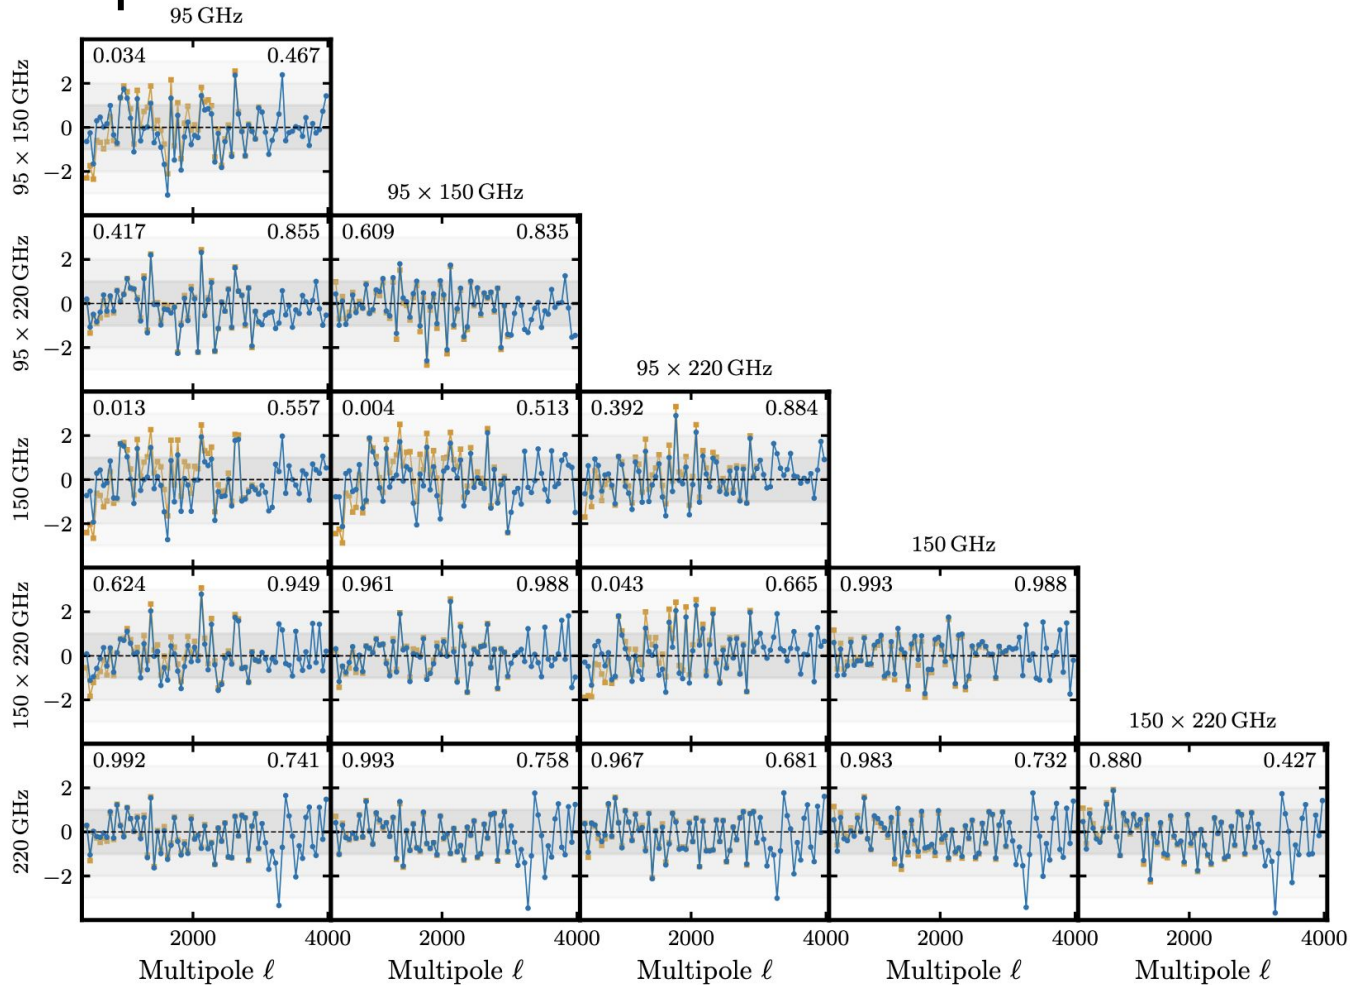 95 GHz
95 × 150 GHz
0.034 0.467
2
0
−2
95 × 150 GHz
95 × 220 GHz
0.417 0.855 0.609 0.835
2
0
−2
95 × 220 GHz
150 GHz
0.013 0.557 0.004 0.513 0.392 0.884
2
0
−2
150 GHz
150 × 220 GHz
0.624 0.949 0.961 0.988 0.043 0.665 0.993 0.988
2
0
−2
150 × 220 GHz
220 GHz
0.992 0.741 0.993 0.758 0.967 0.681 0.983 0.732 0.880 0.427
2
0
−2
2000 4000 2000 4000 2000 4000 2000 4000 2000 4000
Multipole ℓ Multipole ℓ Multipole ℓ Multipole ℓ Multipole ℓ